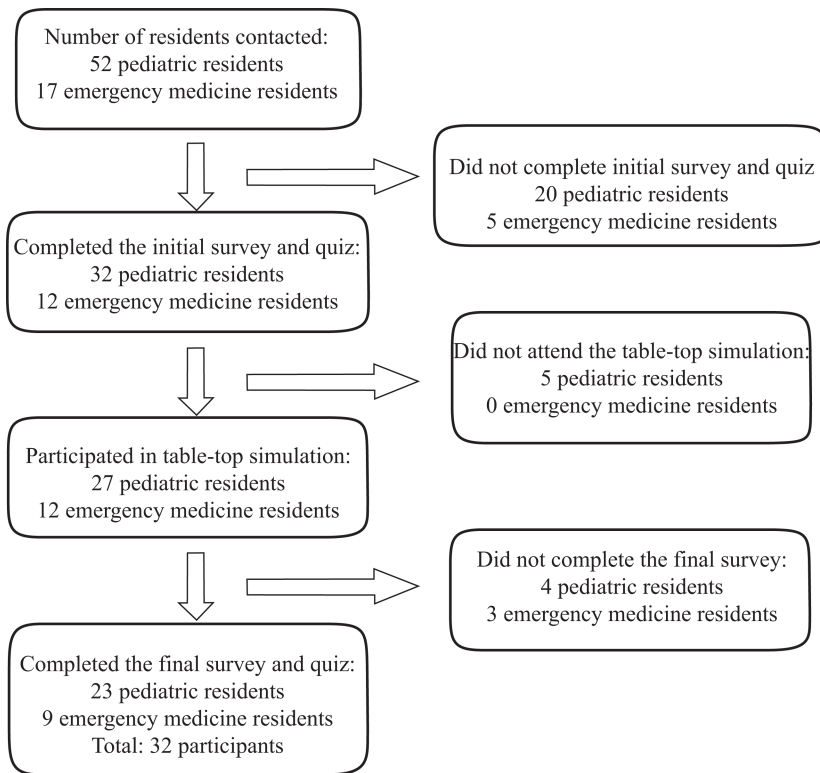 Number of residents contacted:
52 pediatric residents
17 emergency medicine residents
Did not complete initial survey and quiz
20 pediatric residents
5 emergency medicine residents
Completed the initial survey and quiz:
32 pediatric residents
12 emergency medicine residents
Did not attend the table-top simulation:
5 pediatric residents
0 emergency medicine residents
Participated in table-top simulation:
27 pediatric residents
12 emergency medicine residents
Did not complete the final survey:
4 pediatric residents
3 emergency medicine residents
Completed the final survey and quiz:
23 pediatric residents
9 emergency medicine residents
Total: 32 participants